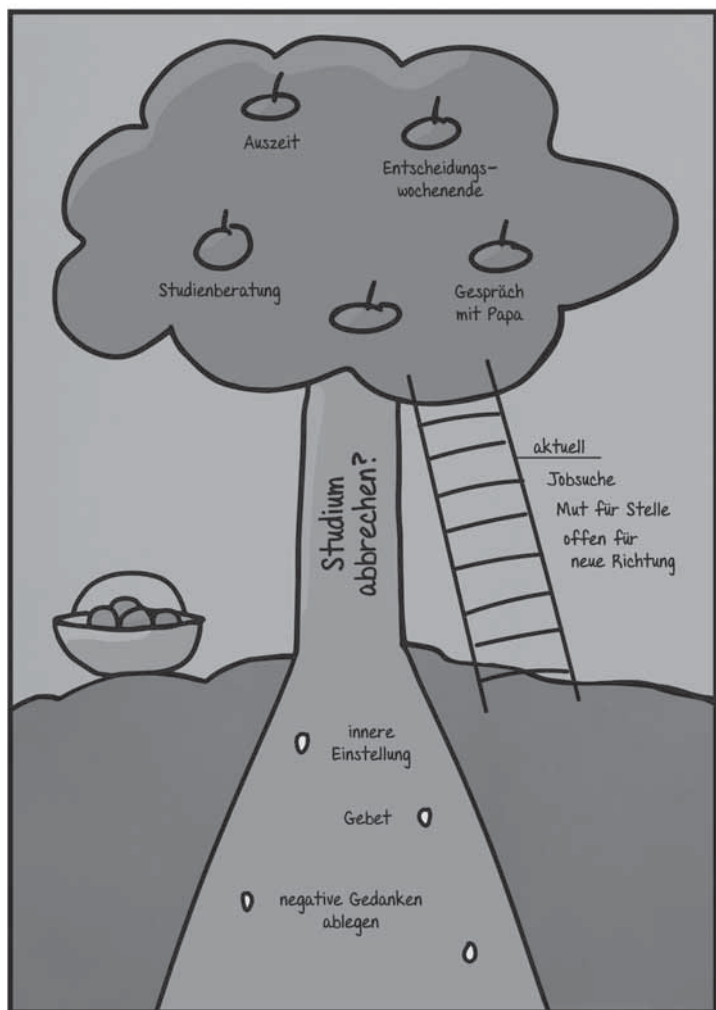 Auszeit
Entscheidungs-
wochenende
Studienberatung
Gespräch
mit Papa
Studium
abbrechen?
aktuell
Jobsuche
Mut für Stelle
offen für
neue Richtung
innere
Einstellung
Gebet
negative Gedanken
ablegen